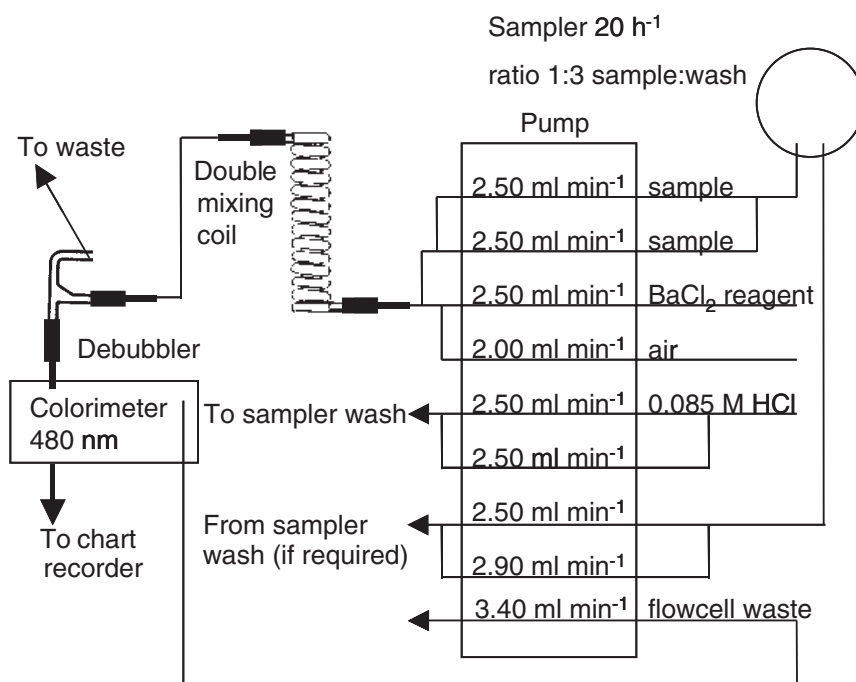 Sampler 20 h-1
ratio 1:3 sample:wash
Pump
To waste
Double
mixing
coil
2.50 ml min-1 sample
2.50 ml min-1 sample
2.50 ml min-1 BaCl2 reagent
2.00 ml min-1 air
Debubbler
Colorimeter
480 nm
To sampler wash
2.50 ml min-1 0.085 M HCl
2.50 ml min-1
To chart
recorder
From sampler
wash (if required)
2.50 ml min-1
2.90 ml min-1
3.40 ml min-1 flowcell waste